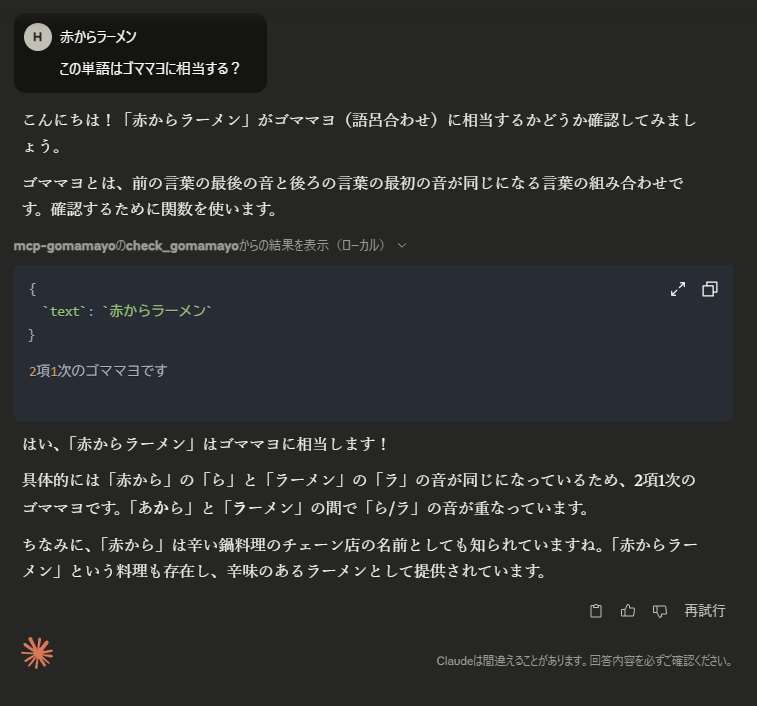 H
赤からラーメン
この単語はゴママヨに相当する？
こんにちは！「赤からラーメン」がゴママヨ（語呂合わせ）に相当するかどうか確認してみまし
ょう。
ゴママヨとは、前の言葉の最後の音と後ろの言葉の最初の音が同じになる言葉の組み合わせで
す。確認するために関数を使います。
mcp-gomamayoのcheck_gomamayoからの結果を表示（ローカル）
{
`text`: `赤からラーメン`
}
2項1次のゴママヨです
はい、「赤からラーメン」はゴママヨに相当します！
具体的には「赤から」の「ら」と「ラーメン」の「ラ」の音が同じになっているため、2項1次の
ゴママヨです。「あから」と「ラーメン」の間で「ら/ラ」の音が重なっています。
ちなみに、「赤から」は辛い鍋料理のチェーン店の名前としても知られていますね。「赤からラー
メン」という料理も存在し、辛味のあるラーメンとして提供されています。
再試行
Claudeは間違えることがあります。回答内容を必ずご確認ください。